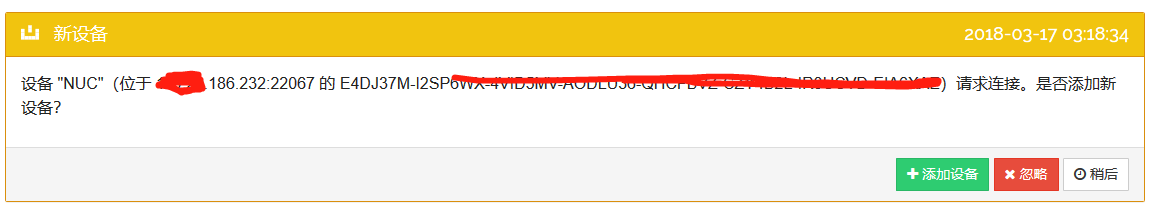 新设备
2018-03-17 03:18:34
设备 "NUC"（位于 .186.232:22067 的 E4DJ37M-I2SP6WX-4VID5MV-）请求连接。是否添加新
设备?
添加设备
忽略
稍后